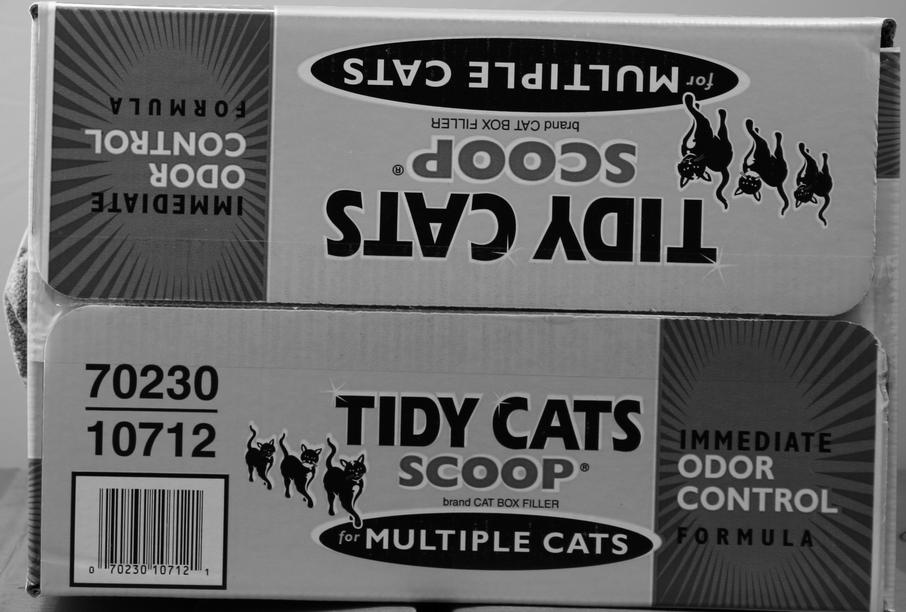 for MULTIPLE CATS
brand CAT BOX FILLER
SCOOP®
TIDY CATS
FORMULA
CONTROL
ODOR
IMMEDIATE
70230
10712
TIDY CATS
SCOOP®
brand CAT BOX FILLER
for MULTIPLE CATS
IMMEDIATE
ODOR
CONTROL
FORMULA
0 70230 10712 1